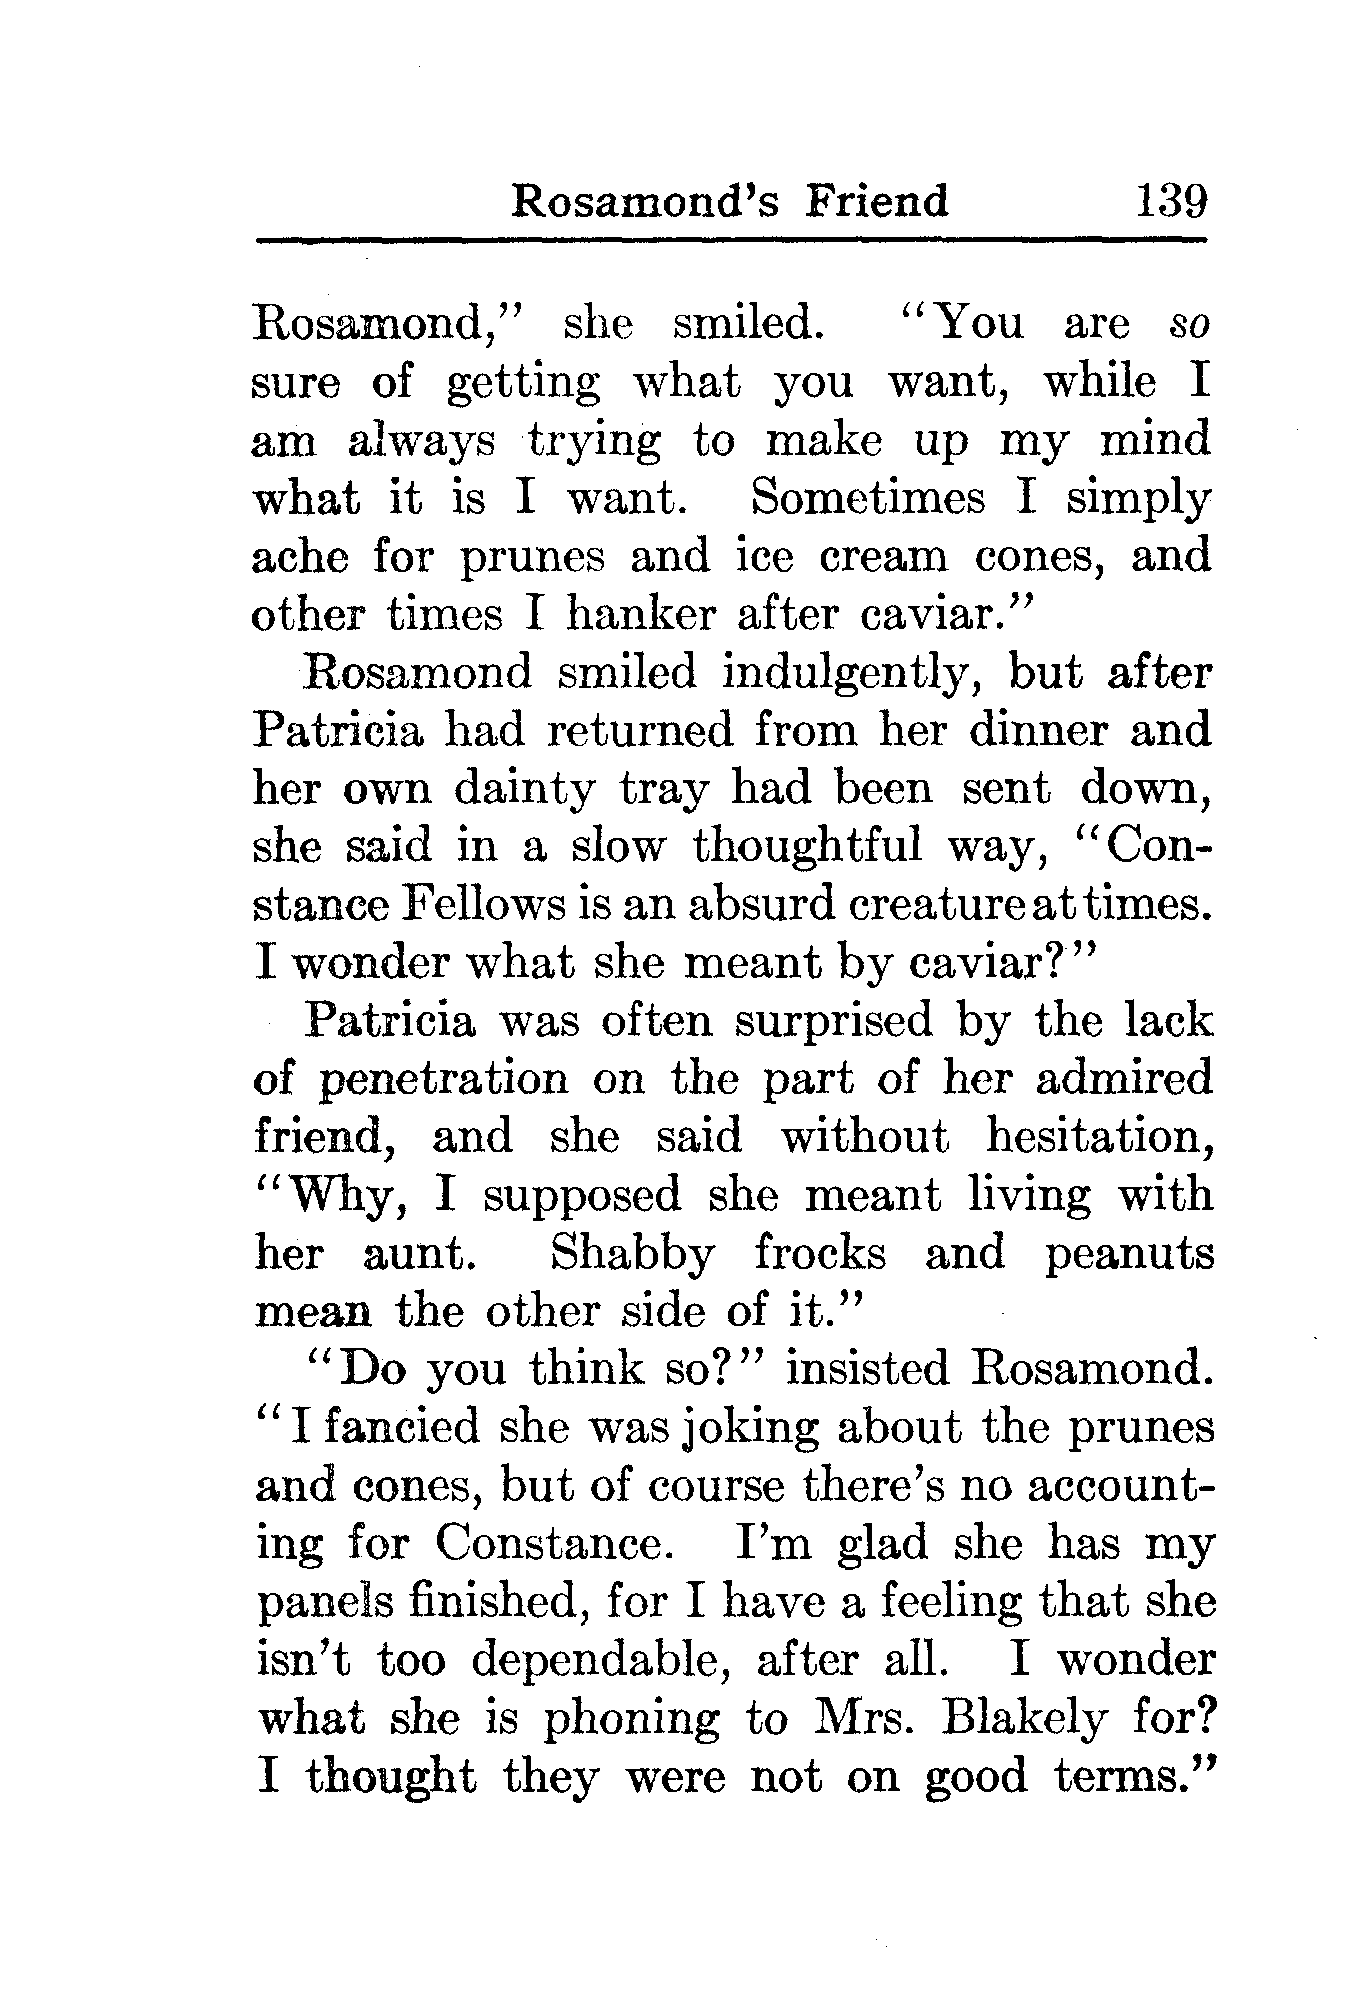 Rosamond's Friend 139
Rosamond," she smiled. "You are so
sure of getting what you want, while I
am always trying to make up my mind
what it is I want. Sometimes I simply
ache for prunes and ice cream cones, and
other times I hanker after caviar."
Rosamond smiled indulgently, but after
Patricia had returned from her dinner and
her own dainty tray had been sent down,
she said in a slow thoughtful way, "Con-
stance Fellows is an absurd creature at times.
I wonder what she meant by caviar?"
Patricia was often surprised by the lack
of penetration on the part of her admired
friend, and she said without hesitation,
"Why, I supposed she meant living with
her aunt. Shabby frocks and peanuts
mean the other side of it."
"Do you think so?" insisted Rosamond.
"I fancied she was joking about the prunes
and cones, but of course there's no account-
ing for Constance. I'm glad she has my
panels finished, for I have a feeling that she
isn't too dependable, after all. I wonder
what she is phoning to Mrs. Blakely for?
I thought they were not on good terms."